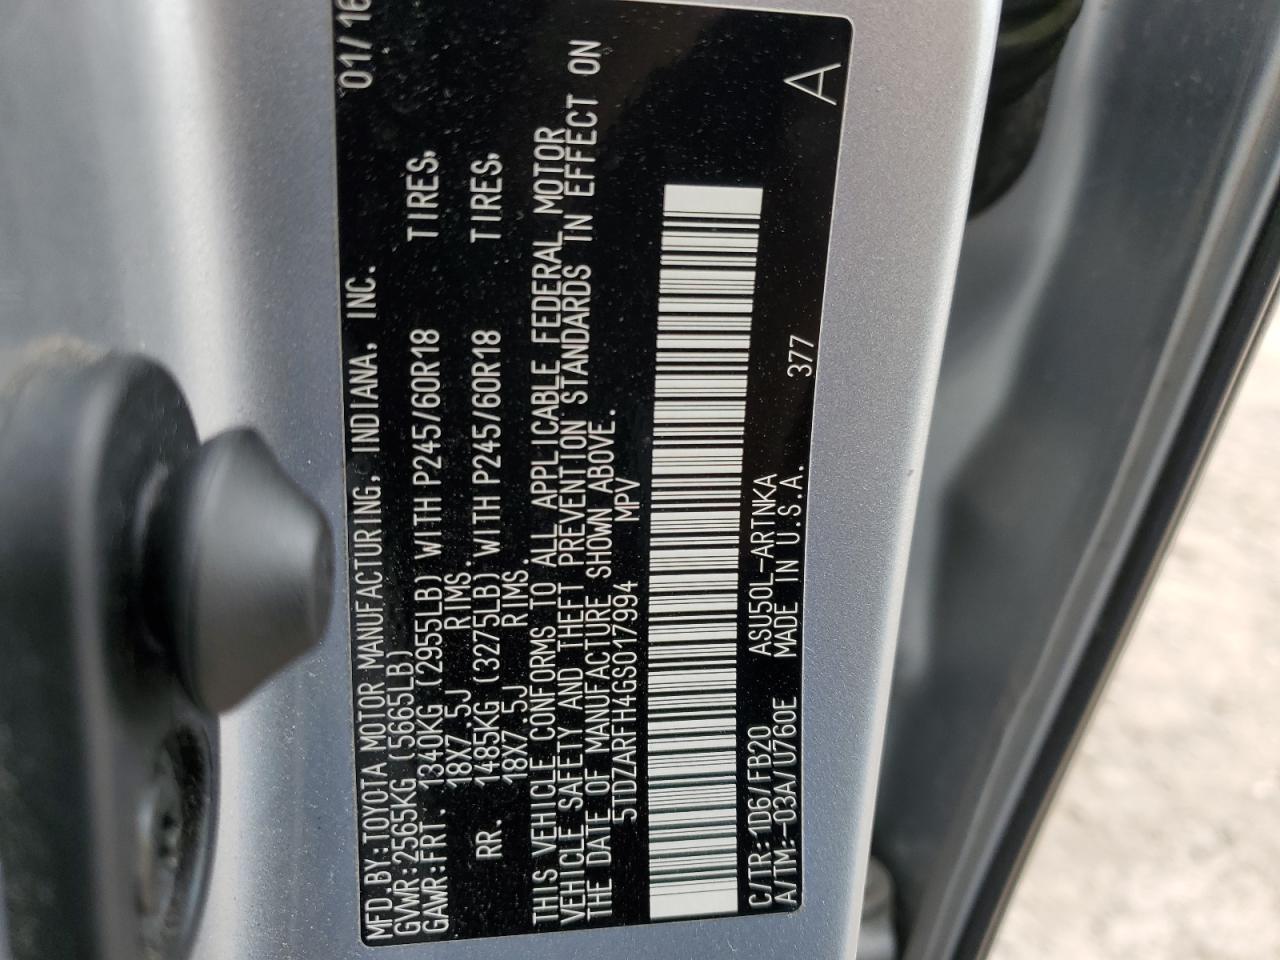 MFD.BY:TOYOTA MOTOR MANUFACTURING, INDIANA, INC. 01/16
GVWR:2565KG (5665LB)
GAWR:FRT. 1340KG (2955LB) WITH P245/60R18 TIRES,
18X7.5J RIMS.
RR. 1485KG (3275LB) WITH P245/60R18 TIRES,
18X7.5J RIMS.
THIS VEHICLE CONFORMS TO ALL APPLICABLE FEDERAL MOTOR
VEHICLE SAFETY AND THEFT PREVENTION STANDARDS IN EFFECT ON
THE DATE OF MANUFACTURE SHOWN ABOVE.
5TDZARFH4GS017994 MPV
C/TR:1D6/FB20 ASU50L-ARTNKA 377 A
A/TM:-03A/U760E MADE IN U.S.A.